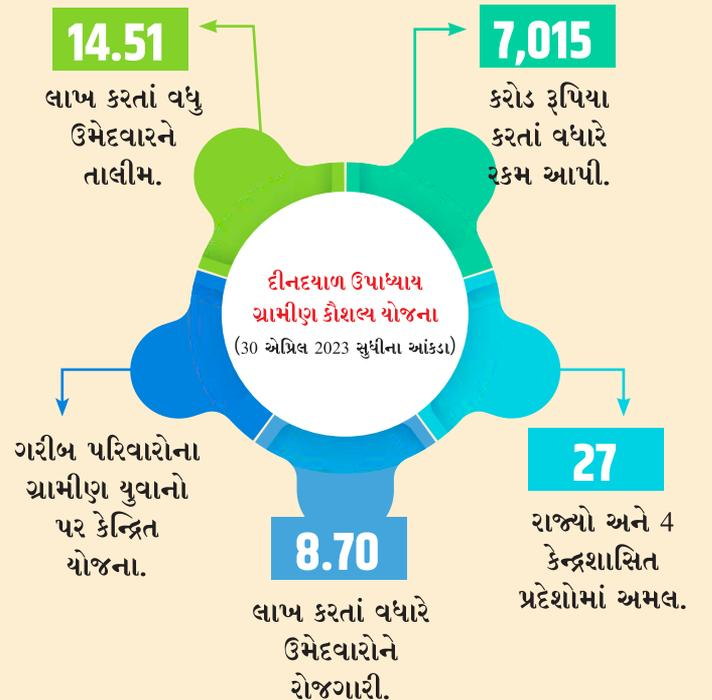 14.51
લાખ કરતાં વધુ
ઉમેદવારને
તાલીમ.
7,015
કરોડ રૂપિયા
કરતાં વધારે
રકમ આપી.
દીનદયાળ ઉપાધ્યાય
ગ્રામીણ કૌશલ્ય યોજના
(30 એપ્રિલ 2023 સુધીના આંકડા)
ગરીબ પરિવારોના
ગ્રામીણ યુવાનો
પર કેન્દ્રિત
યોજના.
8.70
લાખ કરતાં વધારે
ઉમેદવારોને
રોજગારી.
27
રાજ્યો અને 4
કેન્દ્રશાસિત
પ્રદેશોમાં અમલ.